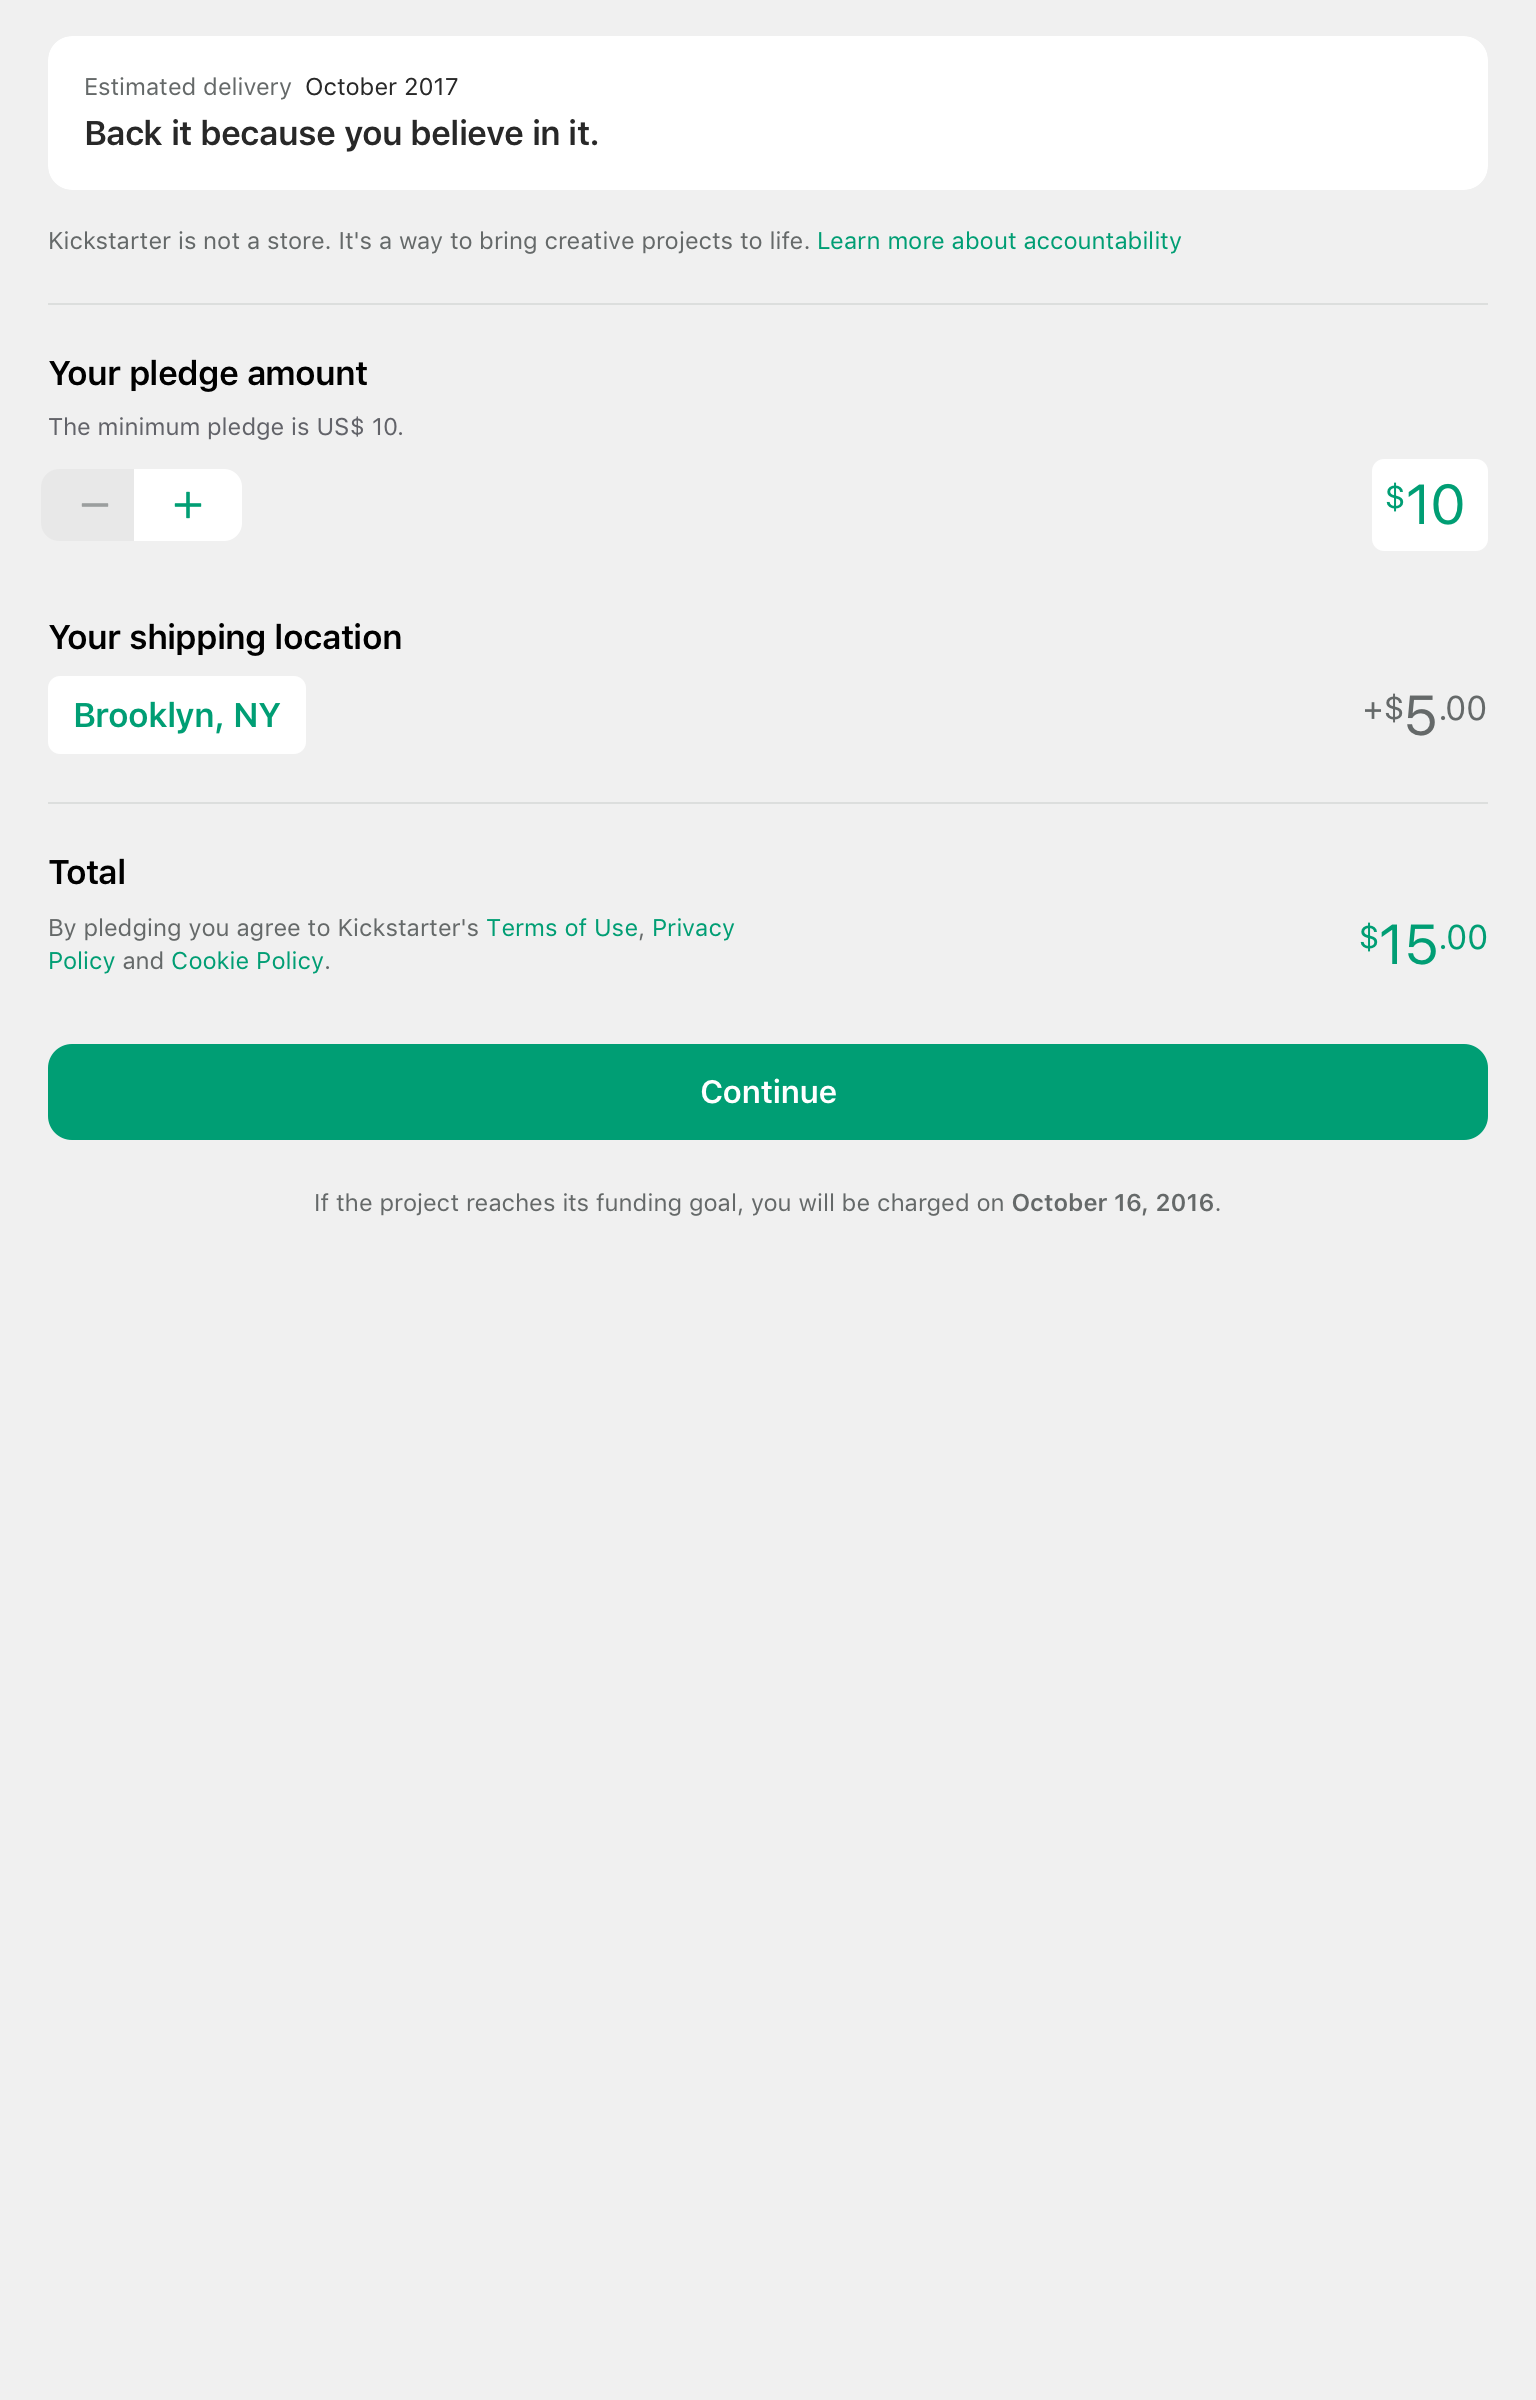 Estimated delivery October 2017
Back it because you believe in it.
Kickstarter is not a store. It's a way to bring creative projects to life. Learn more about accountability
Your pledge amount
The minimum pledge is US$ 10.
− +
$10
Your shipping location
Brooklyn, NY
+$5.00
Total
By pledging you agree to Kickstarter's Terms of Use, Privacy
Policy and Cookie Policy.
$15.00
Continue
If the project reaches its funding goal, you will be charged on October 16, 2016.